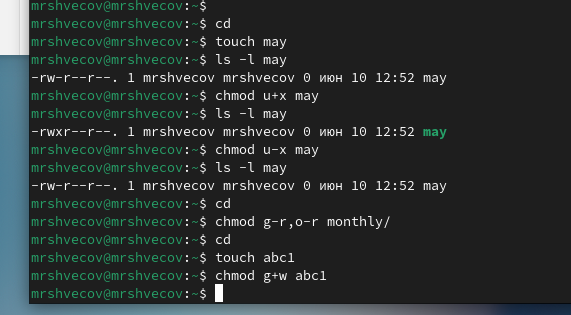 mrshvecov@mrshvecov:~$
mrshvecov@mrshvecov:~$ cd
mrshvecov@mrshvecov:~$ touch may
mrshvecov@mrshvecov:~$ ls -l may
-rw-r--r--. 1 mrshvecov mrshvecov 0 июн 10 12:52 may
mrshvecov@mrshvecov:~$ chmod u+x may
mrshvecov@mrshvecov:~$ ls -l may
-rwxr--r--. 1 mrshvecov mrshvecov 0 июн 10 12:52 may
mrshvecov@mrshvecov:~$ chmod u-x may
mrshvecov@mrshvecov:~$ ls -l may
-rw-r--r--. 1 mrshvecov mrshvecov 0 июн 10 12:52 may
mrshvecov@mrshvecov:~$ cd
mrshvecov@mrshvecov:~$ chmod g-r,o-r monthly/
mrshvecov@mrshvecov:~$ cd
mrshvecov@mrshvecov:~$ touch abc1
mrshvecov@mrshvecov:~$ chmod g+w abc1
mrshvecov@mrshvecov:~$